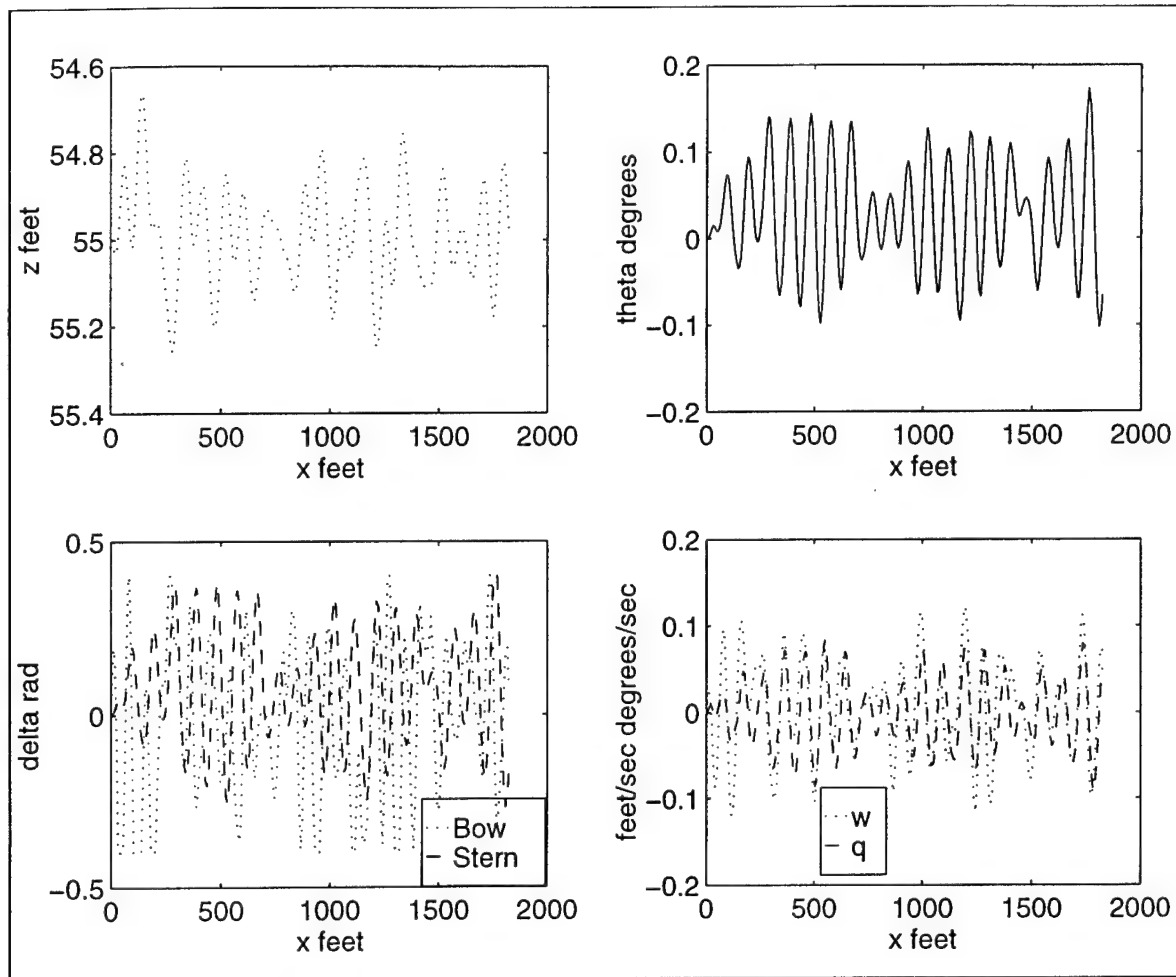 54.6
54.8
55
55.2
55.4
z feet
0 500 1000 1500 2000
x feet
0.2
0.1
0
−0.1
−0.2
theta degrees
0 500 1000 1500 2000
x feet
0.5
0
−0.5
delta rad
Bow
Stern
0 500 1000 1500 2000
x feet
0.2
0.1
0
−0.1
−0.2
feet/sec degrees/sec
w
q
0 500 1000 1500 2000
x feet